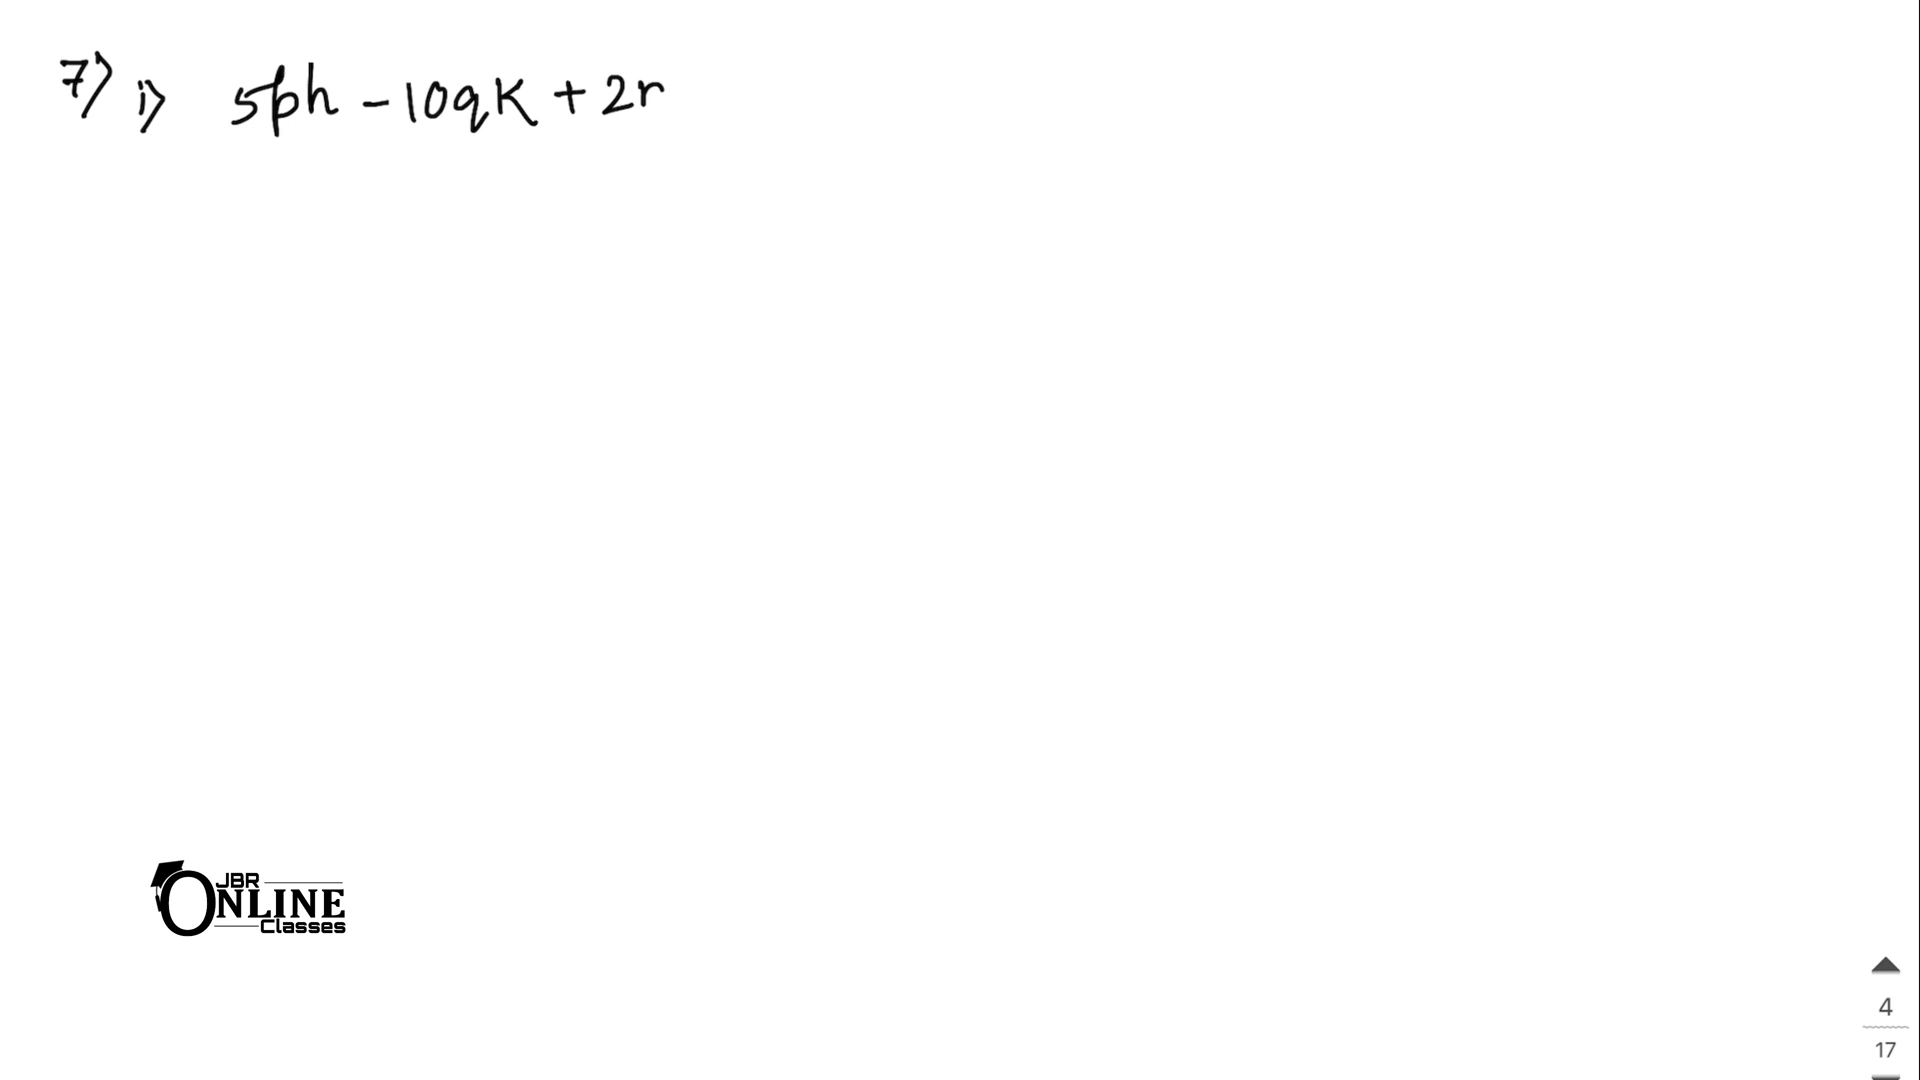 7) i) 5ph - 10qk + 2r
JBR
ONLINE
Classes
4
17